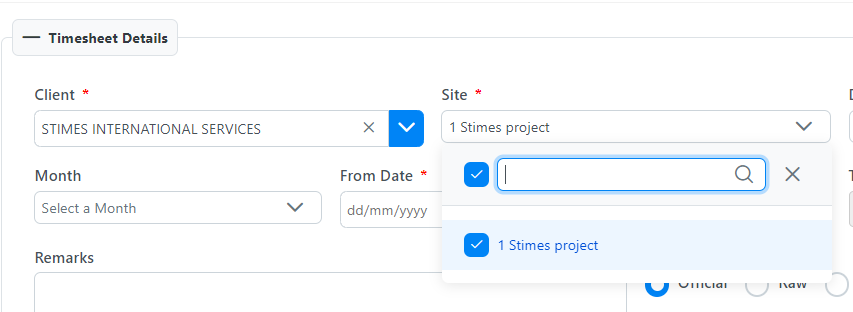 Timesheet Details
Client *
Site *
D
STIMES INTERNATIONAL SERVICES
1 Stimes project
Month
From Date *
T
Select a Month
dd/mm/yyyy
1 Stimes project
Remarks
Official
Raw